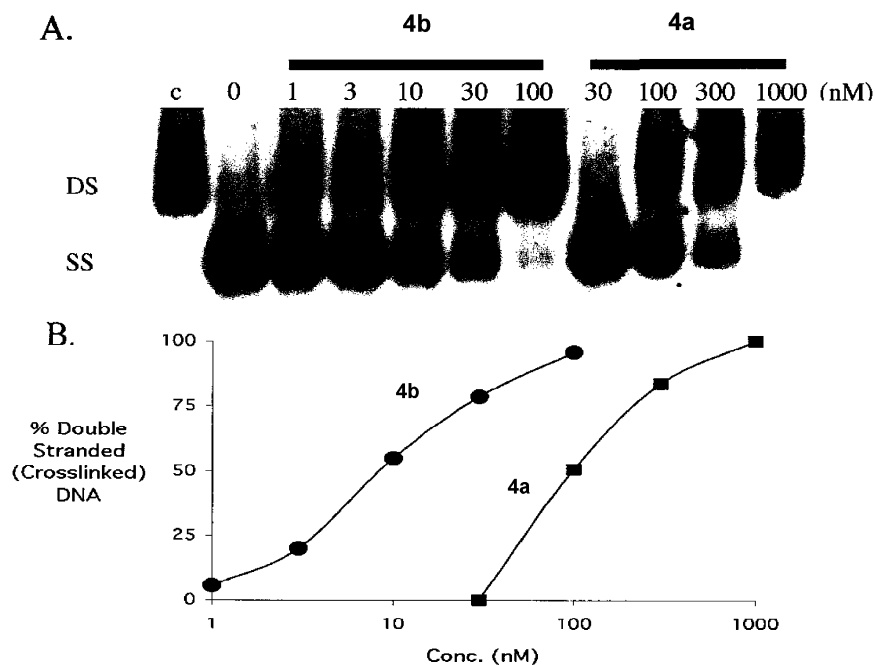 A.
4b
4a
c 0 1 3 10 30 100 30 100 300 1000 (nM)
DS
SS
B.
100
75
50
25
0
% Double
Stranded
(Crosslinked)
DNA
4b
4a
1 10 100 1000
Conc. (nM)